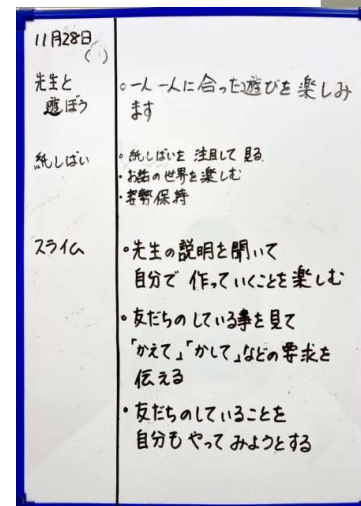 11月28日
( )
先生と
遊ぼう
○一人一人に合った遊びを楽しみ
ます
紙しばい
・紙しばいを注目して見る
・お話の世界を楽しむ
・姿勢保持
スライム
・先生の説明を聞いて
自分で作っていくことを楽しむ
・友だちのしている事を見て
「かえて」「かして」などの要求を
伝える
・友だちのしていることを
自分もやってみようとする